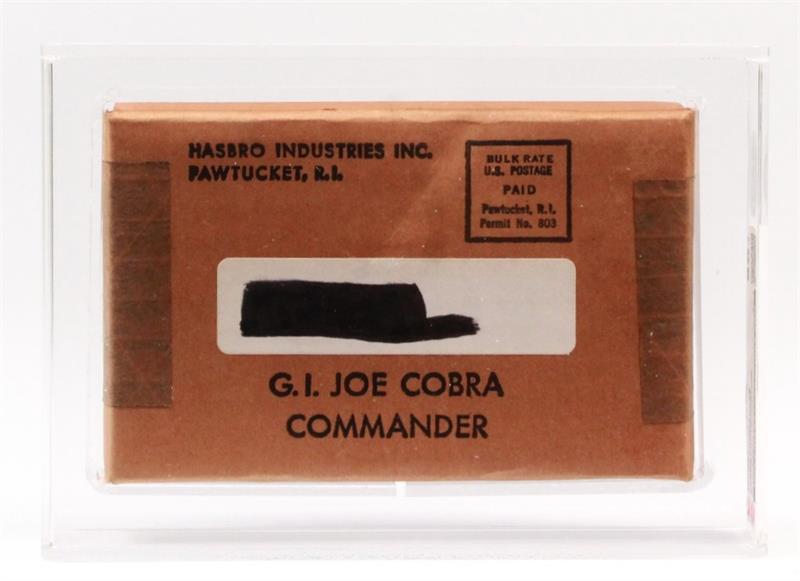 HASBRO INDUSTRIES INC.
PAWTUCKET, R.I.
BULK RATE
U.S. POSTAGE
PAID
Pawtucket, R.I.
Permit No. 803
G.I. JOE COBRA
COMMANDER